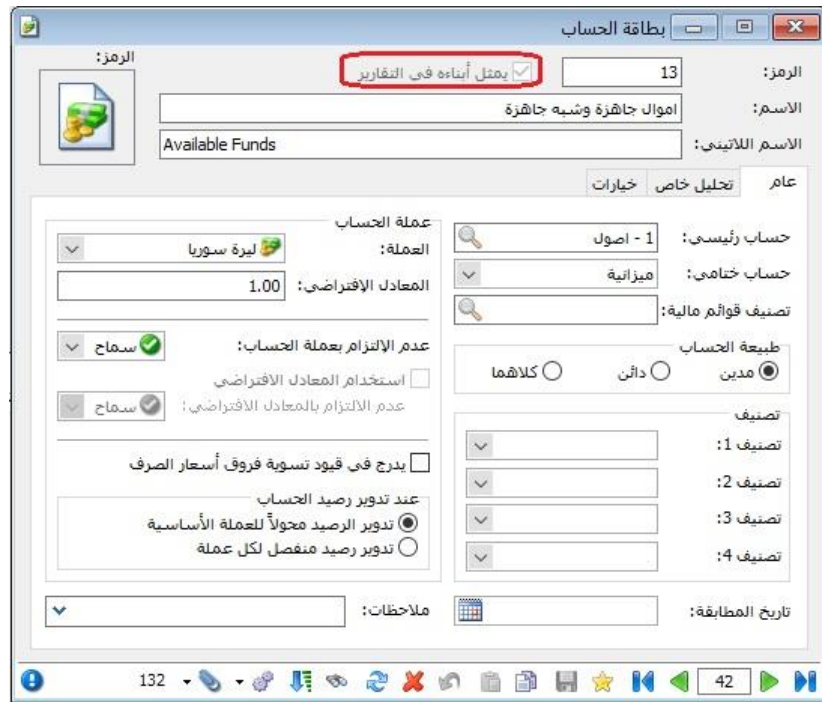 بطاقة الحساب
الرمز: 13 يمثل أبناءه في التقارير الرمز:
الاسم: اموال جاهزة وشبه جاهزة
الاسم اللاتيني: Available Funds
عام تحليل خاص خيارات
حساب رئيسي: 1 - اصول
حساب ختامي: ميزانية
تصنيف قوائم مالية:
طبيعة الحساب
مدين دائن كلاهما
تصنيف
تصنيف 1:
تصنيف 2:
تصنيف 3:
تصنيف 4:
تاريخ المطابقة:
عملة الحساب
العملة: ليرة سوريا
المعادل الإفتراضي: 1.00
عدم الإلتزام بعملة الحساب: سماح
استخدام المعادل الافتراضي
عدم الالتزام بالمعادل الافتراضي: سماح
يدرج في قيود تسوية فروق أسعار الصرف
عند تدوير رصيد الحساب
تدوير الرصيد محولاً للعملة الأساسية
تدوير رصيد منفصل لكل عملة
ملاحظات:
42 132